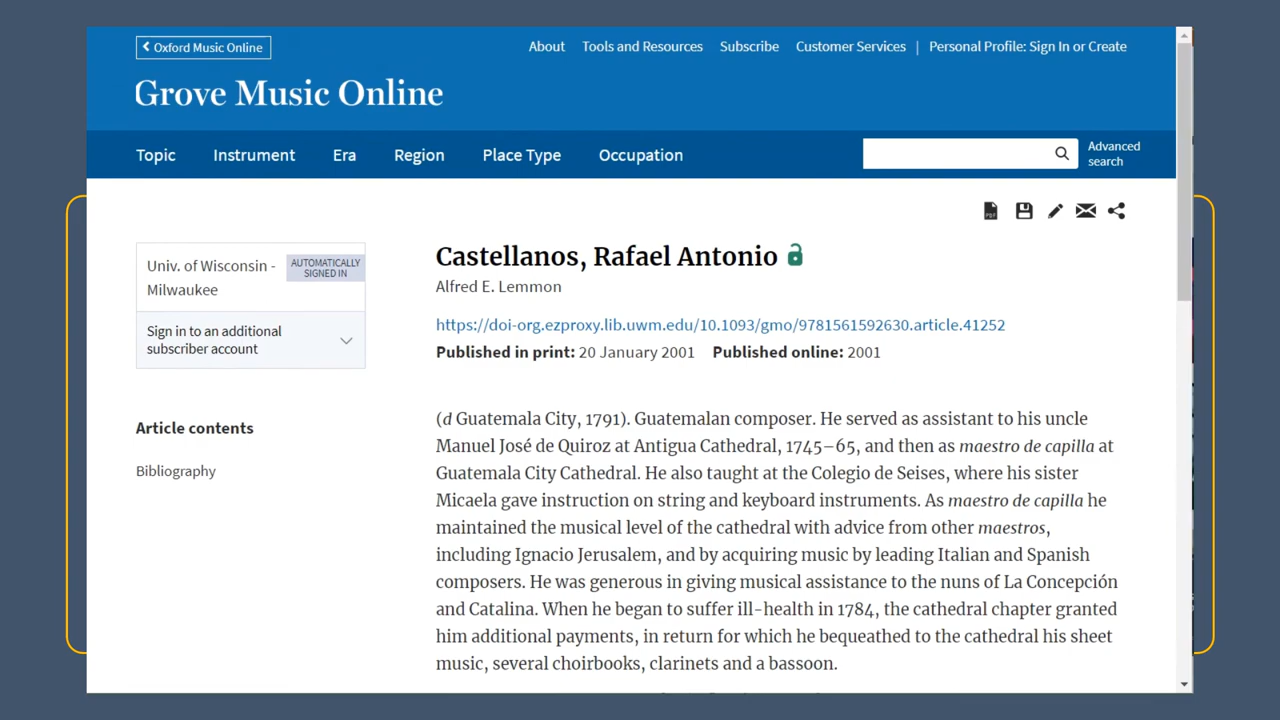 Oxford Music Online
About Tools and Resources Subscribe Customer Services | Personal Profile: Sign In or Create
Grove Music Online
Topic Instrument Era Region Place Type Occupation
Advanced search
PDF
Univ. of Wisconsin - Milwaukee
AUTOMATICALLY SIGNED IN
Sign in to an additional subscriber account
Article contents
Bibliography
Castellanos, Rafael Antonio
Alfred E. Lemmon
https://doi-org.ezproxy.lib.uwm.edu/10.1093/gmo/9781561592630.article.41252
Published in print: 20 January 2001 Published online: 2001
(d Guatemala City, 1791). Guatemalan composer. He served as assistant to his uncle
Manuel José de Quiroz at Antigua Cathedral, 1745–65, and then as maestro de capilla at
Guatemala City Cathedral. He also taught at the Colegio de Seises, where his sister
Micaela gave instruction on string and keyboard instruments. As maestro de capilla he
maintained the musical level of the cathedral with advice from other maestros,
including Ignacio Jerusalem, and by acquiring music by leading Italian and Spanish
composers. He was generous in giving musical assistance to the nuns of La Concepción
and Catalina. When he began to suffer ill-health in 1784, the cathedral chapter granted
him additional payments, in return for which he bequeathed to the cathedral his sheet
music, several choirbooks, clarinets and a bassoon.